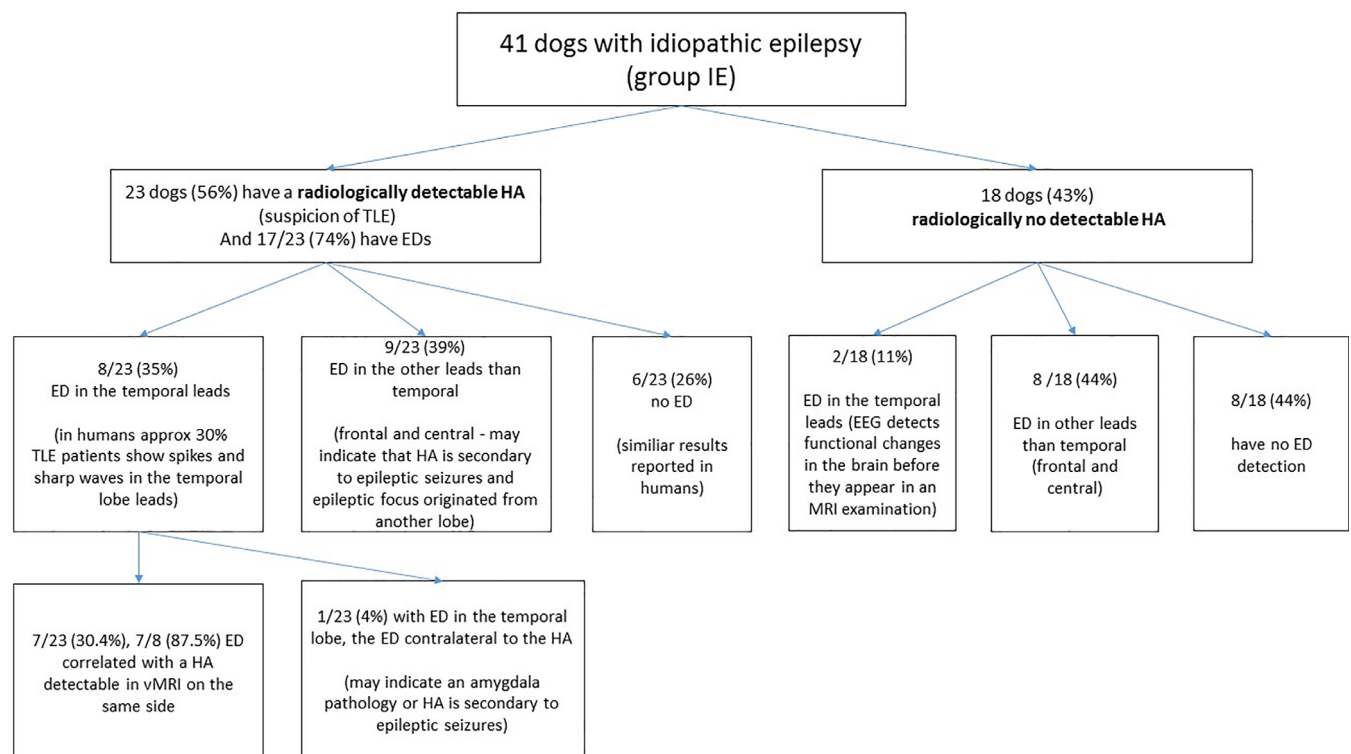 41 dogs with idiopathic epilepsy
(group IE)
23 dogs (56%) have a radiologically detectable HA
(suspicion of TLE)
And 17/23 (74%) have EDs
18 dogs (43%)
radiologically no detectable HA
8/23 (35%)
ED in the temporal leads
(in humans approx 30%
TLE patients show spikes and
sharp waves in the temporal
lobe leads)
9/23 (39%)
ED in the other leads than
temporal
(frontal and central - may
indicate that HA is secondary
to epileptic seizures and
epileptic focus originated from
another lobe)
6/23 (26%)
no ED
(similiar results
reported in
humans)
2/18 (11%)
ED in the temporal
leads (EEG detects
functional changes
in the brain before
they appear in an
MRI examination)
8 /18 (44%)
ED in other leads
than temporal
(frontal and
central)
8/18 (44%)
have no ED
detection
7/23 (30.4%), 7/8 (87.5%) ED
correlated with a HA
detectable in vMRI on the
same side
1/23 (4%) with ED in the temporal
lobe, the ED contralateral to the HA
(may indicate an amygdala
pathology or HA is secondary to
epileptic seizures)